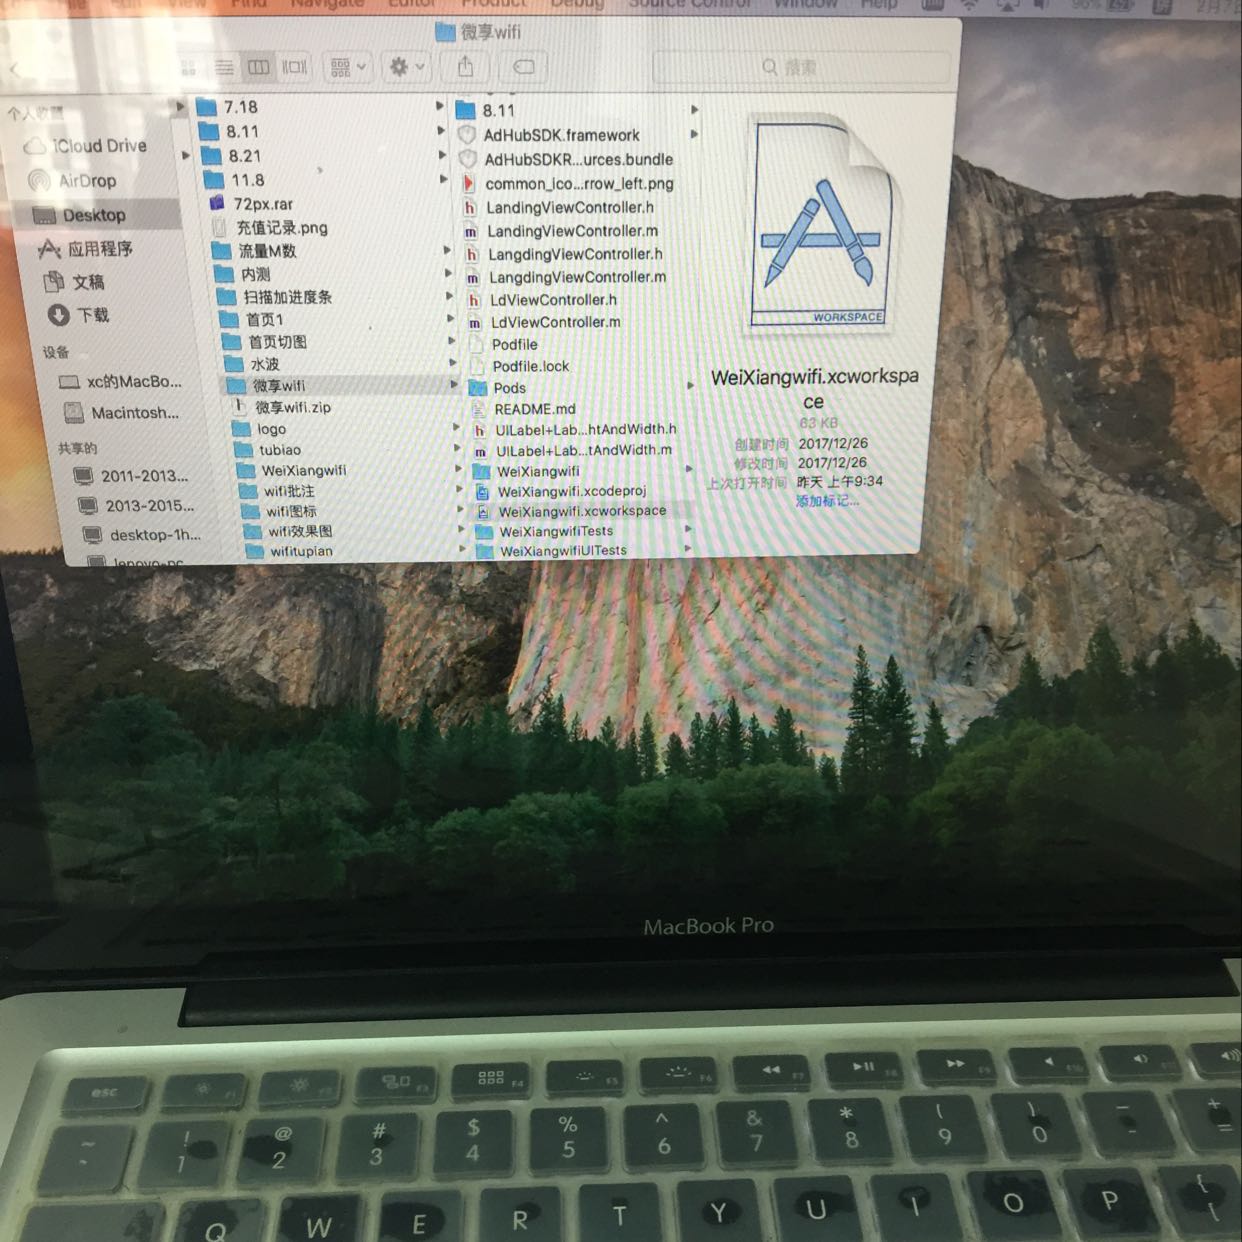 View Find Navigate Editor Product Debug Source Control Window Help
微享wifi
搜索
个人收藏
iCloud Drive
AirDrop
Desktop
应用程序
文稿
下载
设备
xc的MacBo...
Macintosh...
共享的
2011-2013...
2013-2015...
desktop-1h...
lenovo-pc
7.18
8.11
8.21
11.8
72px.rar
充值记录.png
流量M数
内测
扫描加进度条
首页1
首页切图
水波
微享wifi
微享wifi.zip
logo
tubiao
WeiXiangwifi
wifi批注
wifi图标
wifi效果图
wifitupian
8.11
AdHubSDK.framework
AdHubSDKR...urces.bundle
common_ico...rrow_left.png
LandingViewController.h
LandingViewController.m
LangdingViewController.h
LangdingViewController.m
LdViewController.h
LdViewController.m
Podfile
Podfile.lock
Pods
README.md
UILabel+Lab...htAndWidth.h
UILabel+Lab...tAndWidth.m
WeiXiangwifi
WeiXiangwifi.xcodeproj
WeiXiangwifi.xcworkspace
WeiXiangwifiTests
WeiXiangwifiUITests
WORKSPACE
WeiXiangwifi.xcworkspa
ce
63 KB
创建时间 2017/12/26
修改时间 2017/12/26
上次打开时间 昨天 上午9:34
添加标记...
MacBook Pro
esc F1 F2 F3 F4 F5 F6 F7 F8 F9 F10
~ ! @ # $ % ^ & * ( ) _ +
1 2 3 4 5 6 7 8 9 0 - =
Q W E R T Y U I O P { [